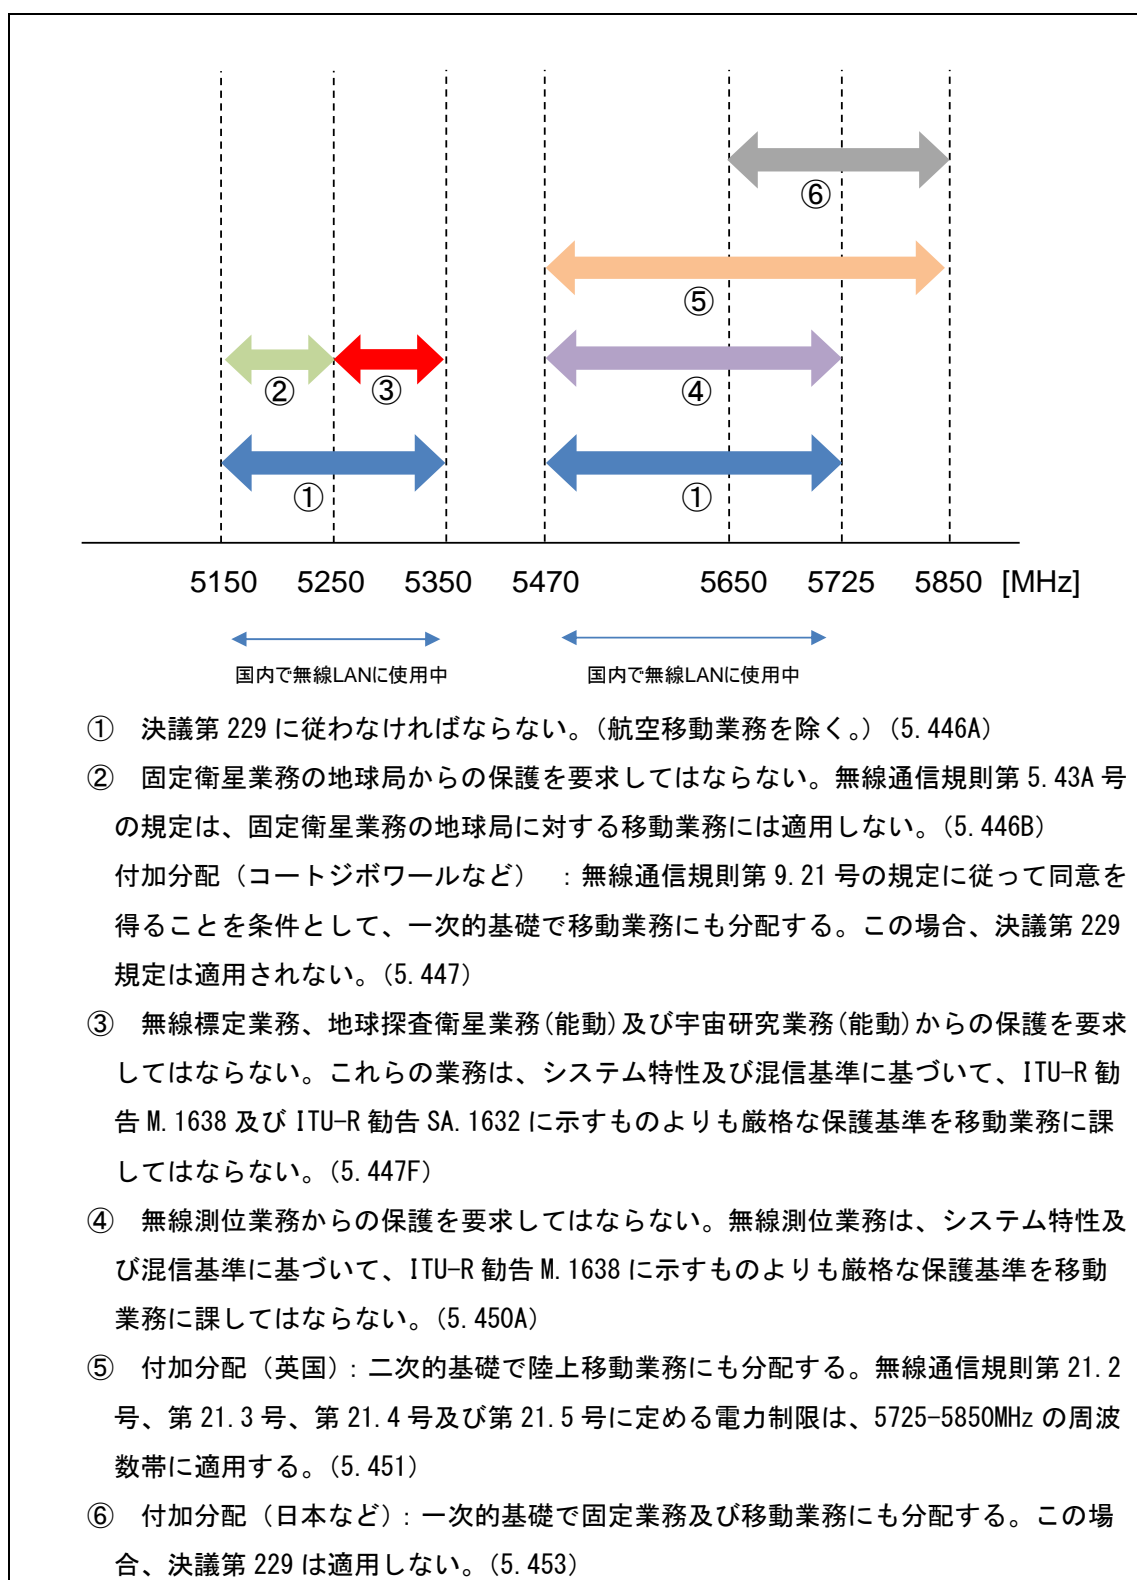 ⑥
⑤
② ③ ④
① ①
5150 5250 5350 5470 5650 5725 5850 [MHz]
国内で無線LANに使用中 国内で無線LANに使用中
① 決議第 229 に従わなければならない。（航空移動業務を除く。）（5.446A）
② 固定衛星業務の地球局からの保護を要求してはならない。無線通信規則第 5.43A 号
の規定は、固定衛星業務の地球局に対する移動業務には適用しない。（5.446B）
付加分配（コートジボワールなど） ：無線通信規則第 9.21 号の規定に従って同意を
得ることを条件として、一次的基礎で移動業務にも分配する。この場合、決議第 229
規定は適用されない。（5.447）
③ 無線標定業務、地球探査衛星業務(能動)及び宇宙研究業務(能動)からの保護を要求
してはならない。これらの業務は、システム特性及び混信基準に基づいて、ITU-R 勧
告 M.1638 及び ITU-R 勧告 SA.1632 に示すものよりも厳格な保護基準を移動業務に課
してはならない。（5.447F）
④ 無線測位業務からの保護を要求してはならない。無線測位業務は、システム特性及
び混信基準に基づいて、ITU-R 勧告 M.1638 に示すものよりも厳格な保護基準を移動
業務に課してはならない。（5.450A）
⑤ 付加分配（英国）：二次的基礎で陸上移動業務にも分配する。無線通信規則第 21.2
号、第 21.3 号、第 21.4 号及び第 21.5 号に定める電力制限は、5725-5850MHz の周波
数帯に適用する。（5.451）
⑥ 付加分配（日本など）：一次的基礎で固定業務及び移動業務にも分配する。この場
合、決議第 229 は適用しない。（5.453）